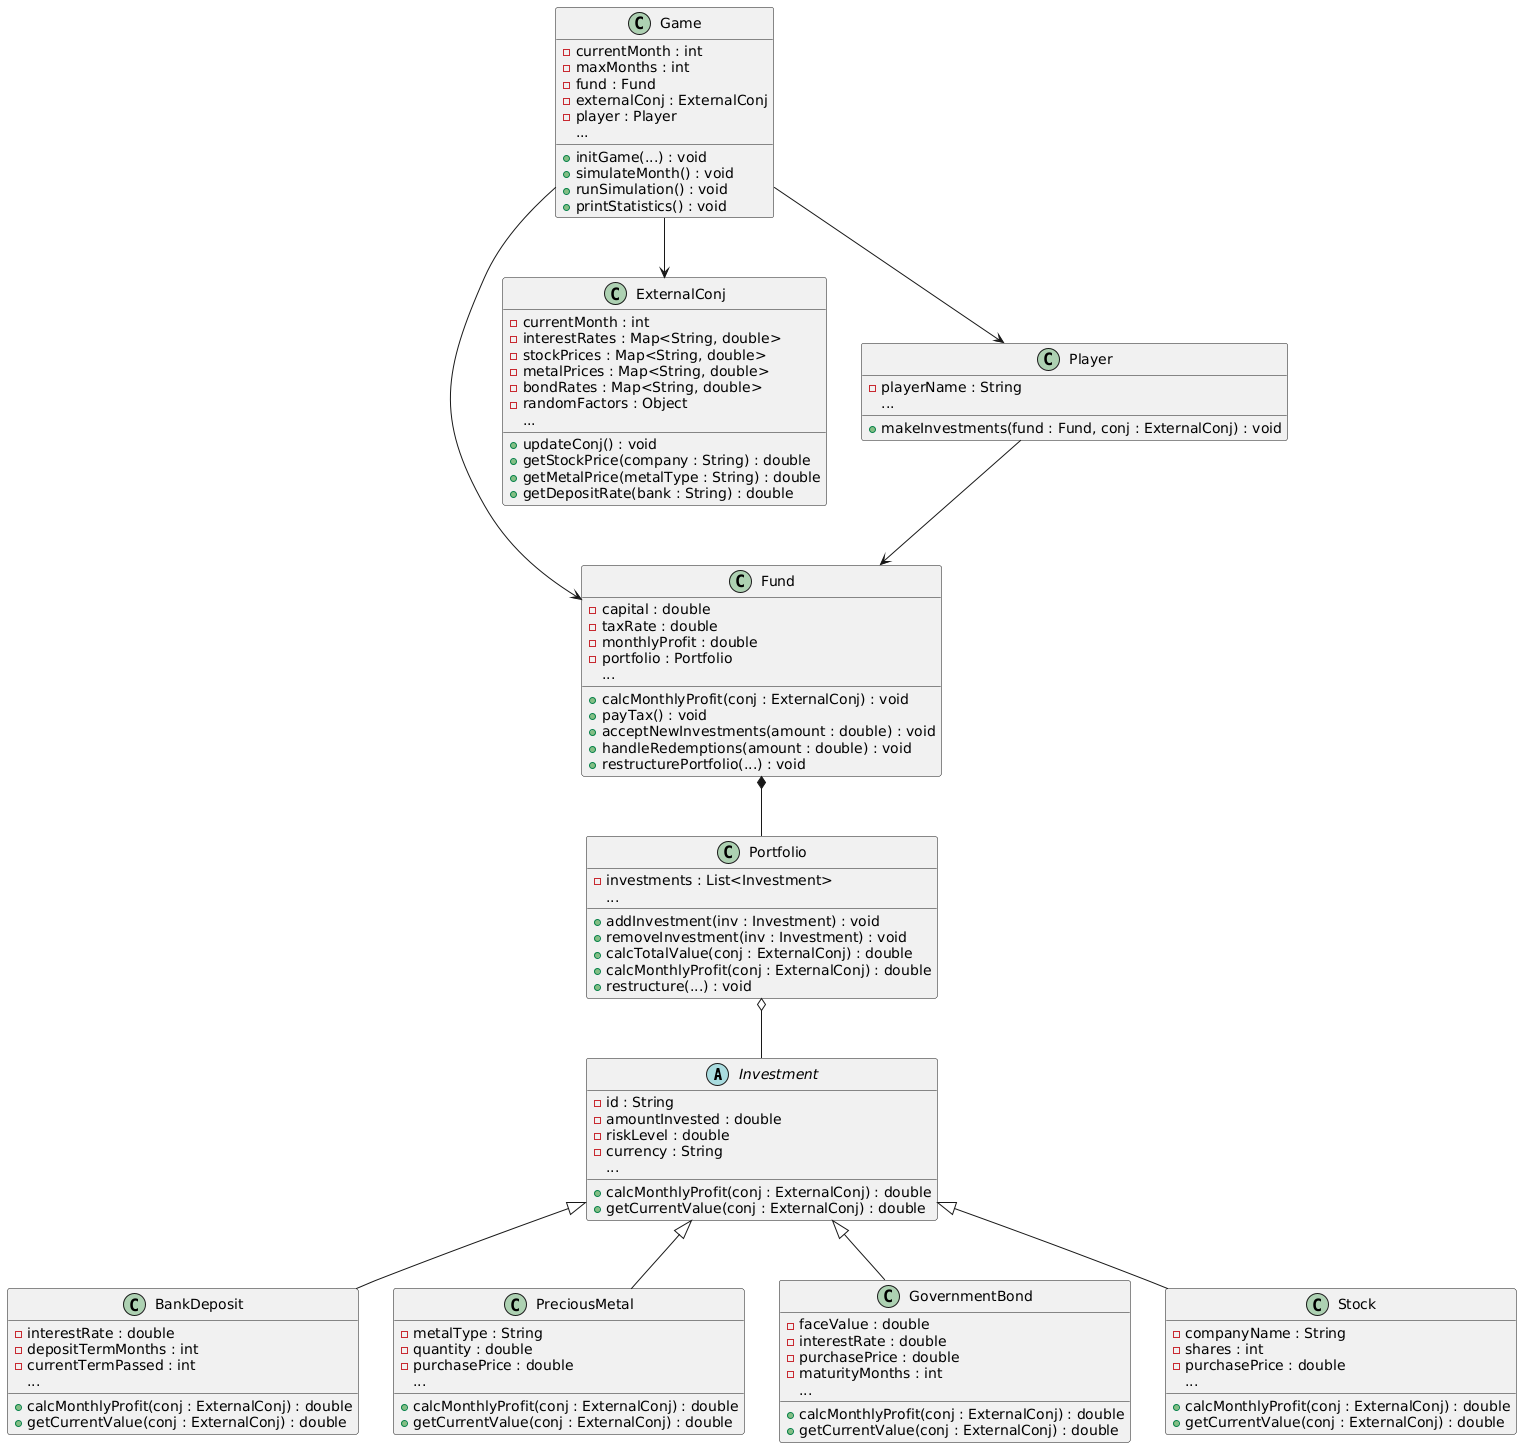 C Game
currentMonth : int
maxMonths : int
fund : Fund
externalConj : ExternalConj
player : Player
...
initGame(...) : void
simulateMonth() : void
runSimulation() : void
printStatistics() : void
C ExternalConj
currentMonth : int
interestRates : Map<String, double>
stockPrices : Map<String, double>
metalPrices : Map<String, double>
bondRates : Map<String, double>
randomFactors : Object
...
updateConj() : void
getStockPrice(company : String) : double
getMetalPrice(metalType : String) : double
getDepositRate(bank : String) : double
C Player
playerName : String
...
makeInvestments(fund : Fund, conj : ExternalConj) : void
C Fund
capital : double
taxRate : double
monthlyProfit : double
portfolio : Portfolio
...
calcMonthlyProfit(conj : ExternalConj) : void
payTax() : void
acceptNewInvestments(amount : double) : void
handleRedemptions(amount : double) : void
restructurePortfolio(...) : void
C Portfolio
investments : List<Investment>
...
addInvestment(inv : Investment) : void
removeInvestment(inv : Investment) : void
calcTotalValue(conj : ExternalConj) : double
calcMonthlyProfit(conj : ExternalConj) : double
restructure(...) : void
A Investment
id : String
amountInvested : double
riskLevel : double
currency : String
...
calcMonthlyProfit(conj : ExternalConj) : double
getCurrentValue(conj : ExternalConj) : double
C BankDeposit
interestRate : double
depositTermMonths : int
currentTermPassed : int
...
calcMonthlyProfit(conj : ExternalConj) : double
getCurrentValue(conj : ExternalConj) : double
C PreciousMetal
metalType : String
quantity : double
purchasePrice : double
...
calcMonthlyProfit(conj : ExternalConj) : double
getCurrentValue(conj : ExternalConj) : double
C GovernmentBond
faceValue : double
interestRate : double
purchasePrice : double
maturityMonths : int
...
calcMonthlyProfit(conj : ExternalConj) : double
getCurrentValue(conj : ExternalConj) : double
C Stock
companyName : String
shares : int
purchasePrice : double
...
calcMonthlyProfit(conj : ExternalConj) : double
getCurrentValue(conj : ExternalConj) : double